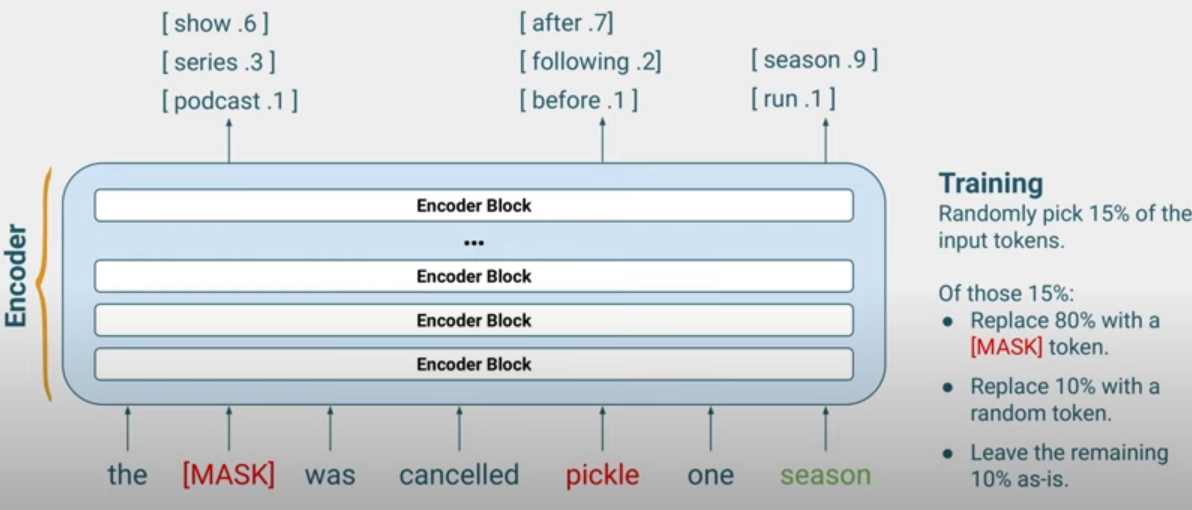 [ show .6 ]
[ series .3 ]
[ podcast .1 ]
[ after .7]
[ following .2]
[ before .1 ]
[ season .9 ]
[ run .1 ]
Encoder
Encoder Block
...
Encoder Block
Encoder Block
Encoder Block
the [MASK] was cancelled pickle one season
Training
Randomly pick 15% of the
input tokens.
Of those 15%:
● Replace 80% with a
[MASK] token.
● Replace 10% with a
random token.
● Leave the remaining
10% as-is.